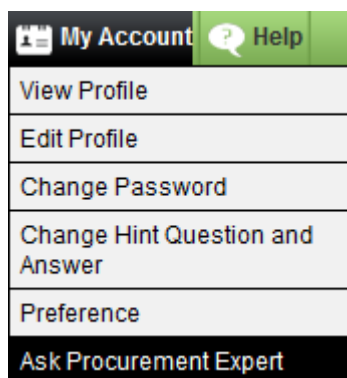 My Account Help
View Profile
Edit Profile
Change Password
Change Hint Question and
Answer
Preference
Ask Procurement Expert